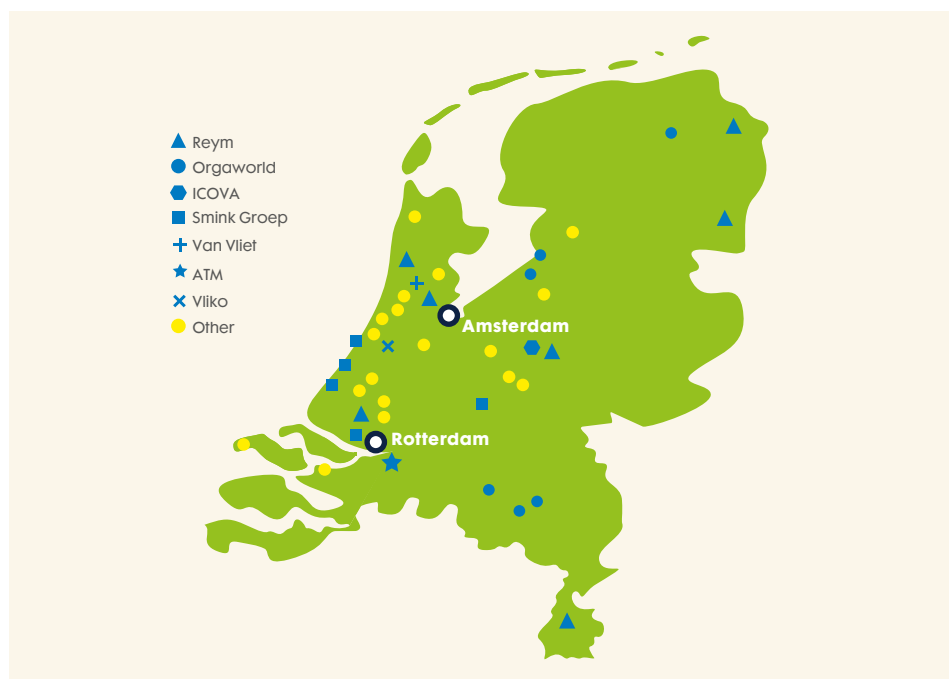 Reym
Orgaworld
ICOVA
Smink Groep
Van Vliet
ATM
Vliko
Other
Amsterdam
Rotterdam